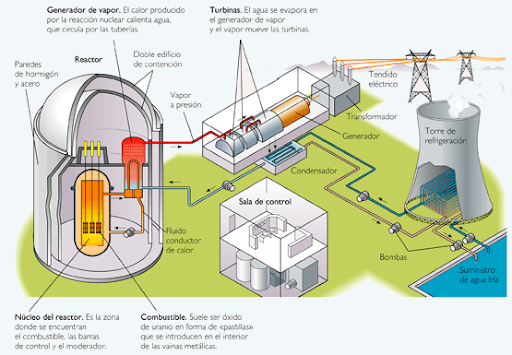 Generador de vapor. El calor producido
por la reacción nuclear calienta agua,
que circula por las tuberías.
Turbinas. El agua se evapora en
el generador de vapor
y el vapor mueve las turbinas.
Doble edificio
de contención
Reactor
Paredes
de hormigón
y acero
Vapor
a presión
Tendido
eléctrico
Transformador
Generador
Torre de
refrigeración
Condensador
Sala de control
Fluido
conductor
de calor
Bombas
Suministro
de agua fría
Núcleo del reactor. Es la zona
donde se encuentran
el combustible, las barras
de control y el moderador.
Combustible. Suele ser óxido
de uranio en forma de «pastillas»
que se introducen en el interior
de las vainas metálicas.